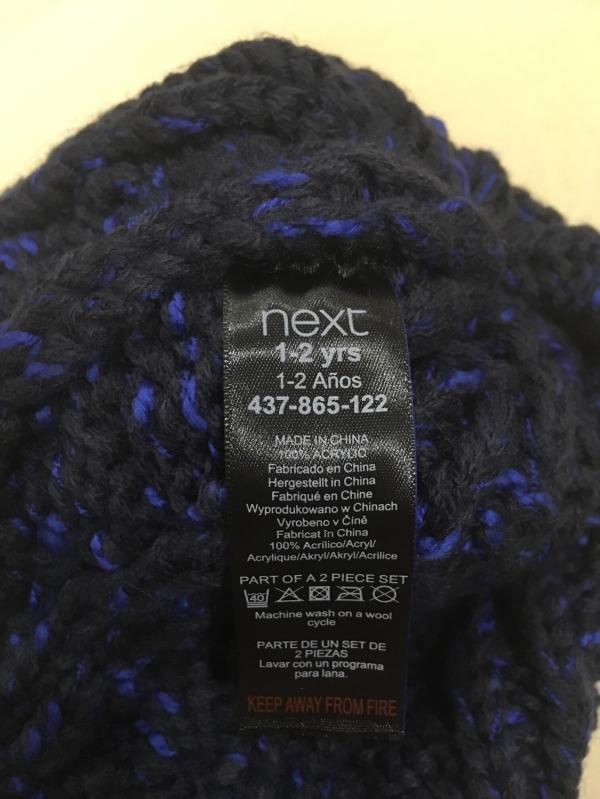 next
1-2 yrs
1-2 Años
437-865-122
MADE IN CHINA
100% ACRYLIC
Fabricado en China
Hergestellt in China
Fabriqué en Chine
Wyprodukowano w Chinach
Vyrobeno v Číně
Fabricat în China
100% Acrílico/Acryl/
Acrylique/Akryl/Akryl/Acrilice
PART OF A 2 PIECE SET
40
Machine wash on a wool
cycle
PARTE DE UN SET DE
2 PIEZAS
Lavar con un programa
para lana.
KEEP AWAY FROM FIRE